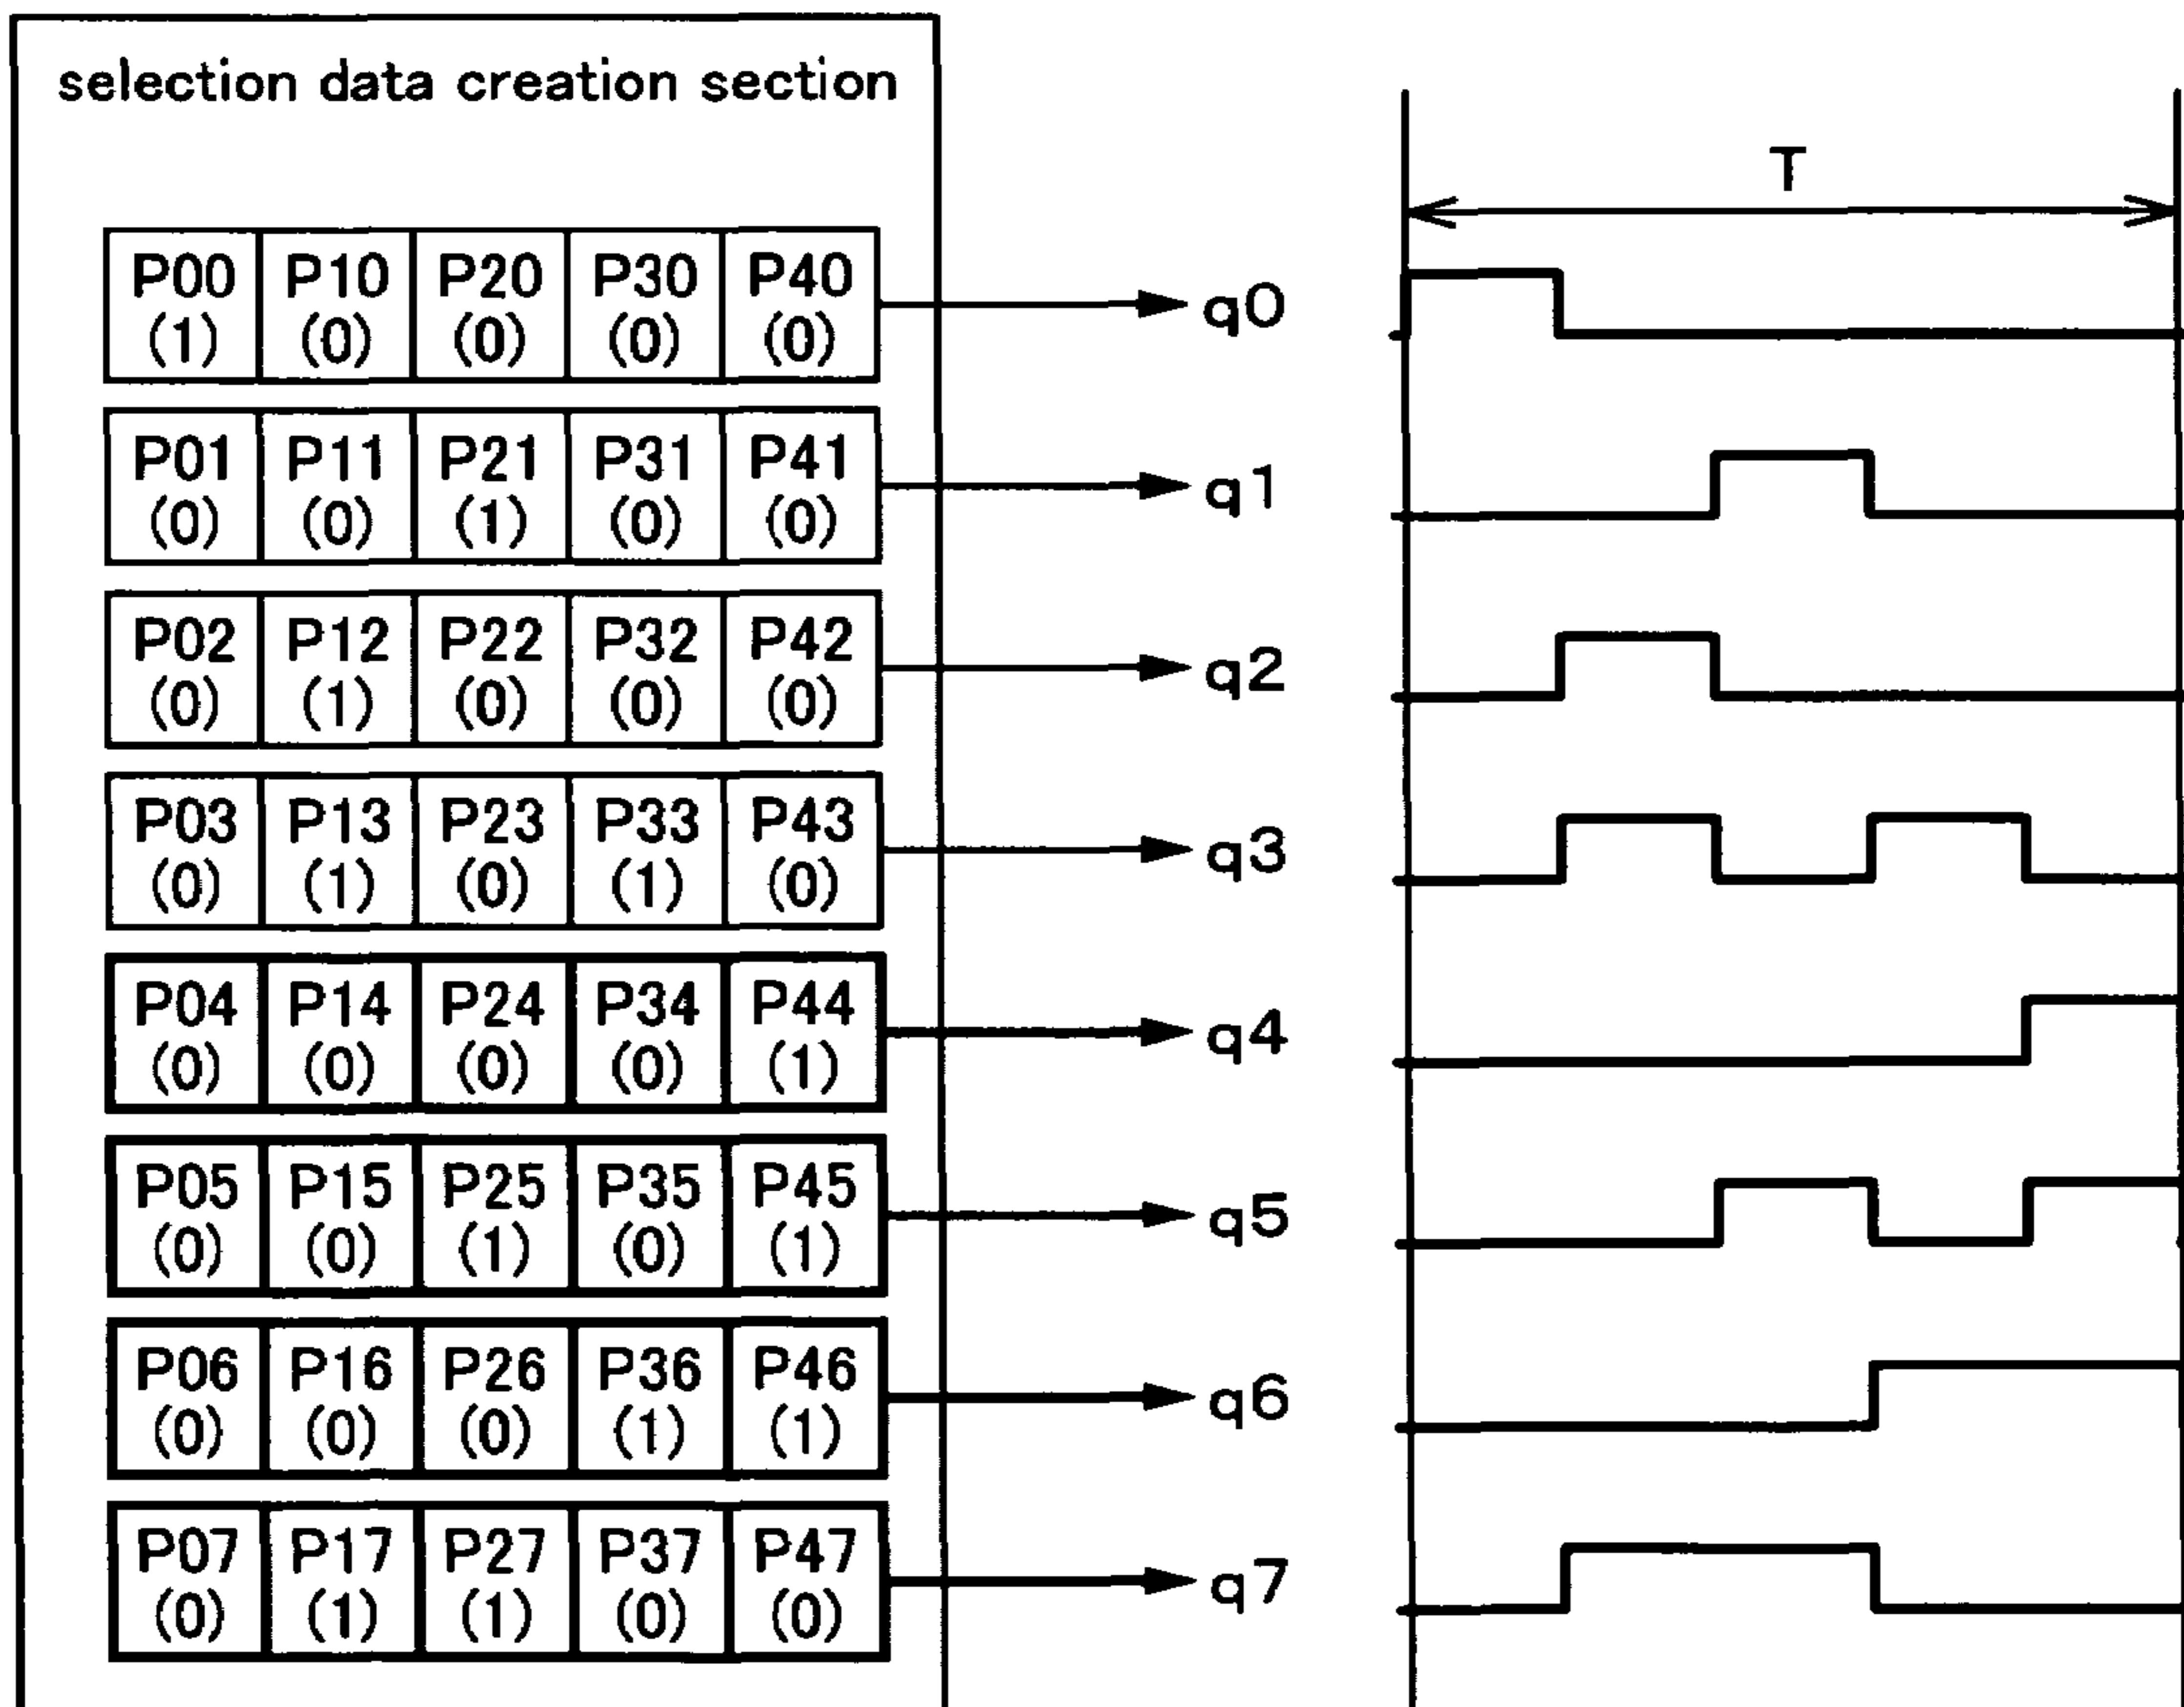 selection data creation section
T
P00 P10 P20 P30 P40
(1) (0) (0) (0) (0)
q0
P01 P11 P21 P31 P41
(0) (0) (1) (0) (0)
q1
P02 P12 P22 P32 P42
(0) (1) (0) (0) (0)
q2
P03 P13 P23 P33 P43
(0) (1) (0) (1) (0)
q3
P04 P14 P24 P34 P44
(0) (0) (0) (0) (1)
q4
P05 P15 P25 P35 P45
(0) (0) (1) (0) (1)
q5
P06 P16 P26 P36 P46
(0) (0) (0) (1) (1)
q6
P07 P17 P27 P37 P47
(0) (1) (1) (0) (0)
q7